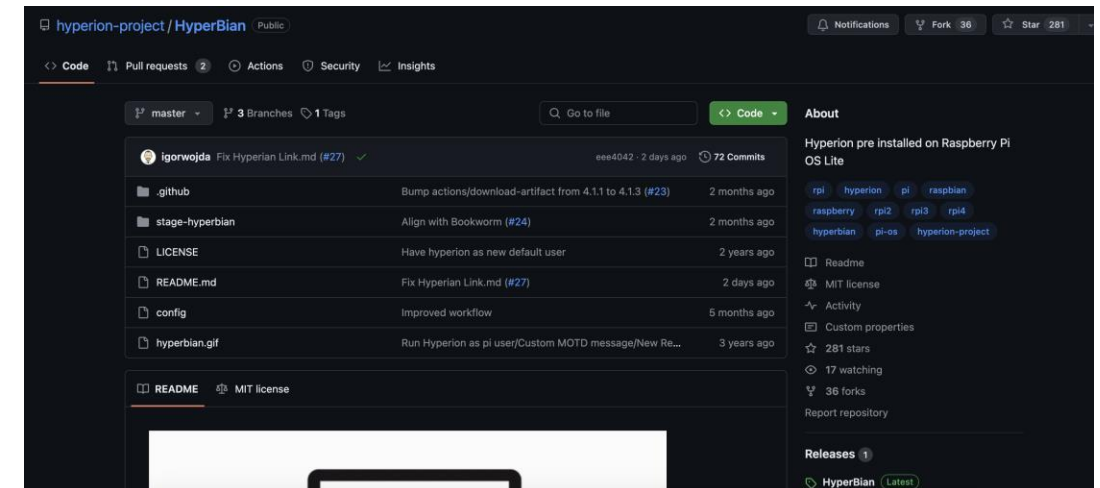 hyperion-project / HyperBian Public
Notifications Fork 36 Star 281
Code Pull requests 2 Actions Security Insights
master 3 Branches 1 Tags Go to file Code
igorwojda Fix Hyperian Link.md (#27) eee4042 · 2 days ago 72 Commits
.github Bump actions/download-artifact from 4.1.1 to 4.1.3 (#23) 2 months ago
stage-hyperbian Align with Bookworm (#24) 2 months ago
LICENSE Have hyperion as new default user 2 years ago
README.md Fix Hyperian Link.md (#27) 2 days ago
config Improved workflow 5 months ago
hyperbian.gif Run Hyperion as pi user/Custom MOTD message/New Re... 3 years ago
README MIT license
About
Hyperion pre installed on Raspberry Pi
OS Lite
rpi hyperion pi raspbian
raspberry rpi2 rpi3 rpi4
hyperbian pi-os hyperion-project
Readme
MIT license
Activity
Custom properties
281 stars
17 watching
36 forks
Report repository
Releases 1
HyperBian Latest